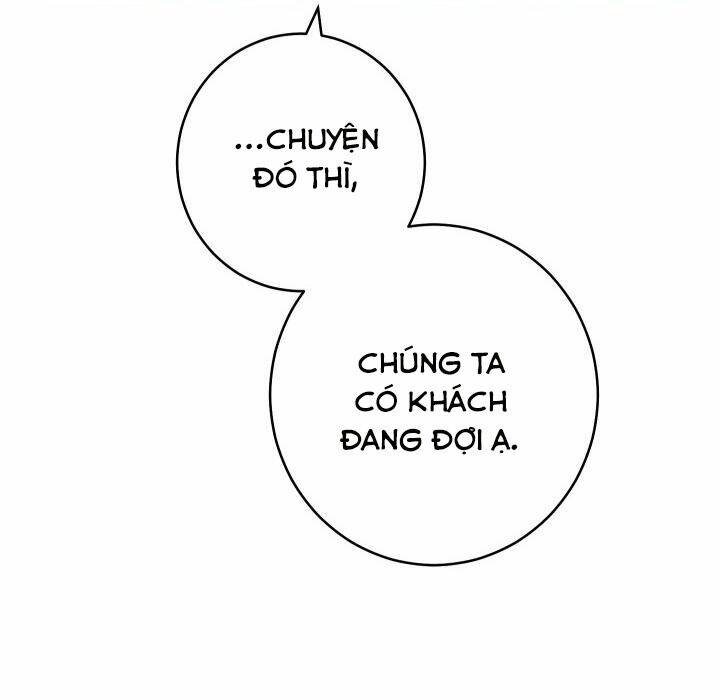 ...CHUYỆN
ĐÓ THÌ,
CHÚNG TA
CÓ KHÁCH
ĐANG ĐỢI Ạ.